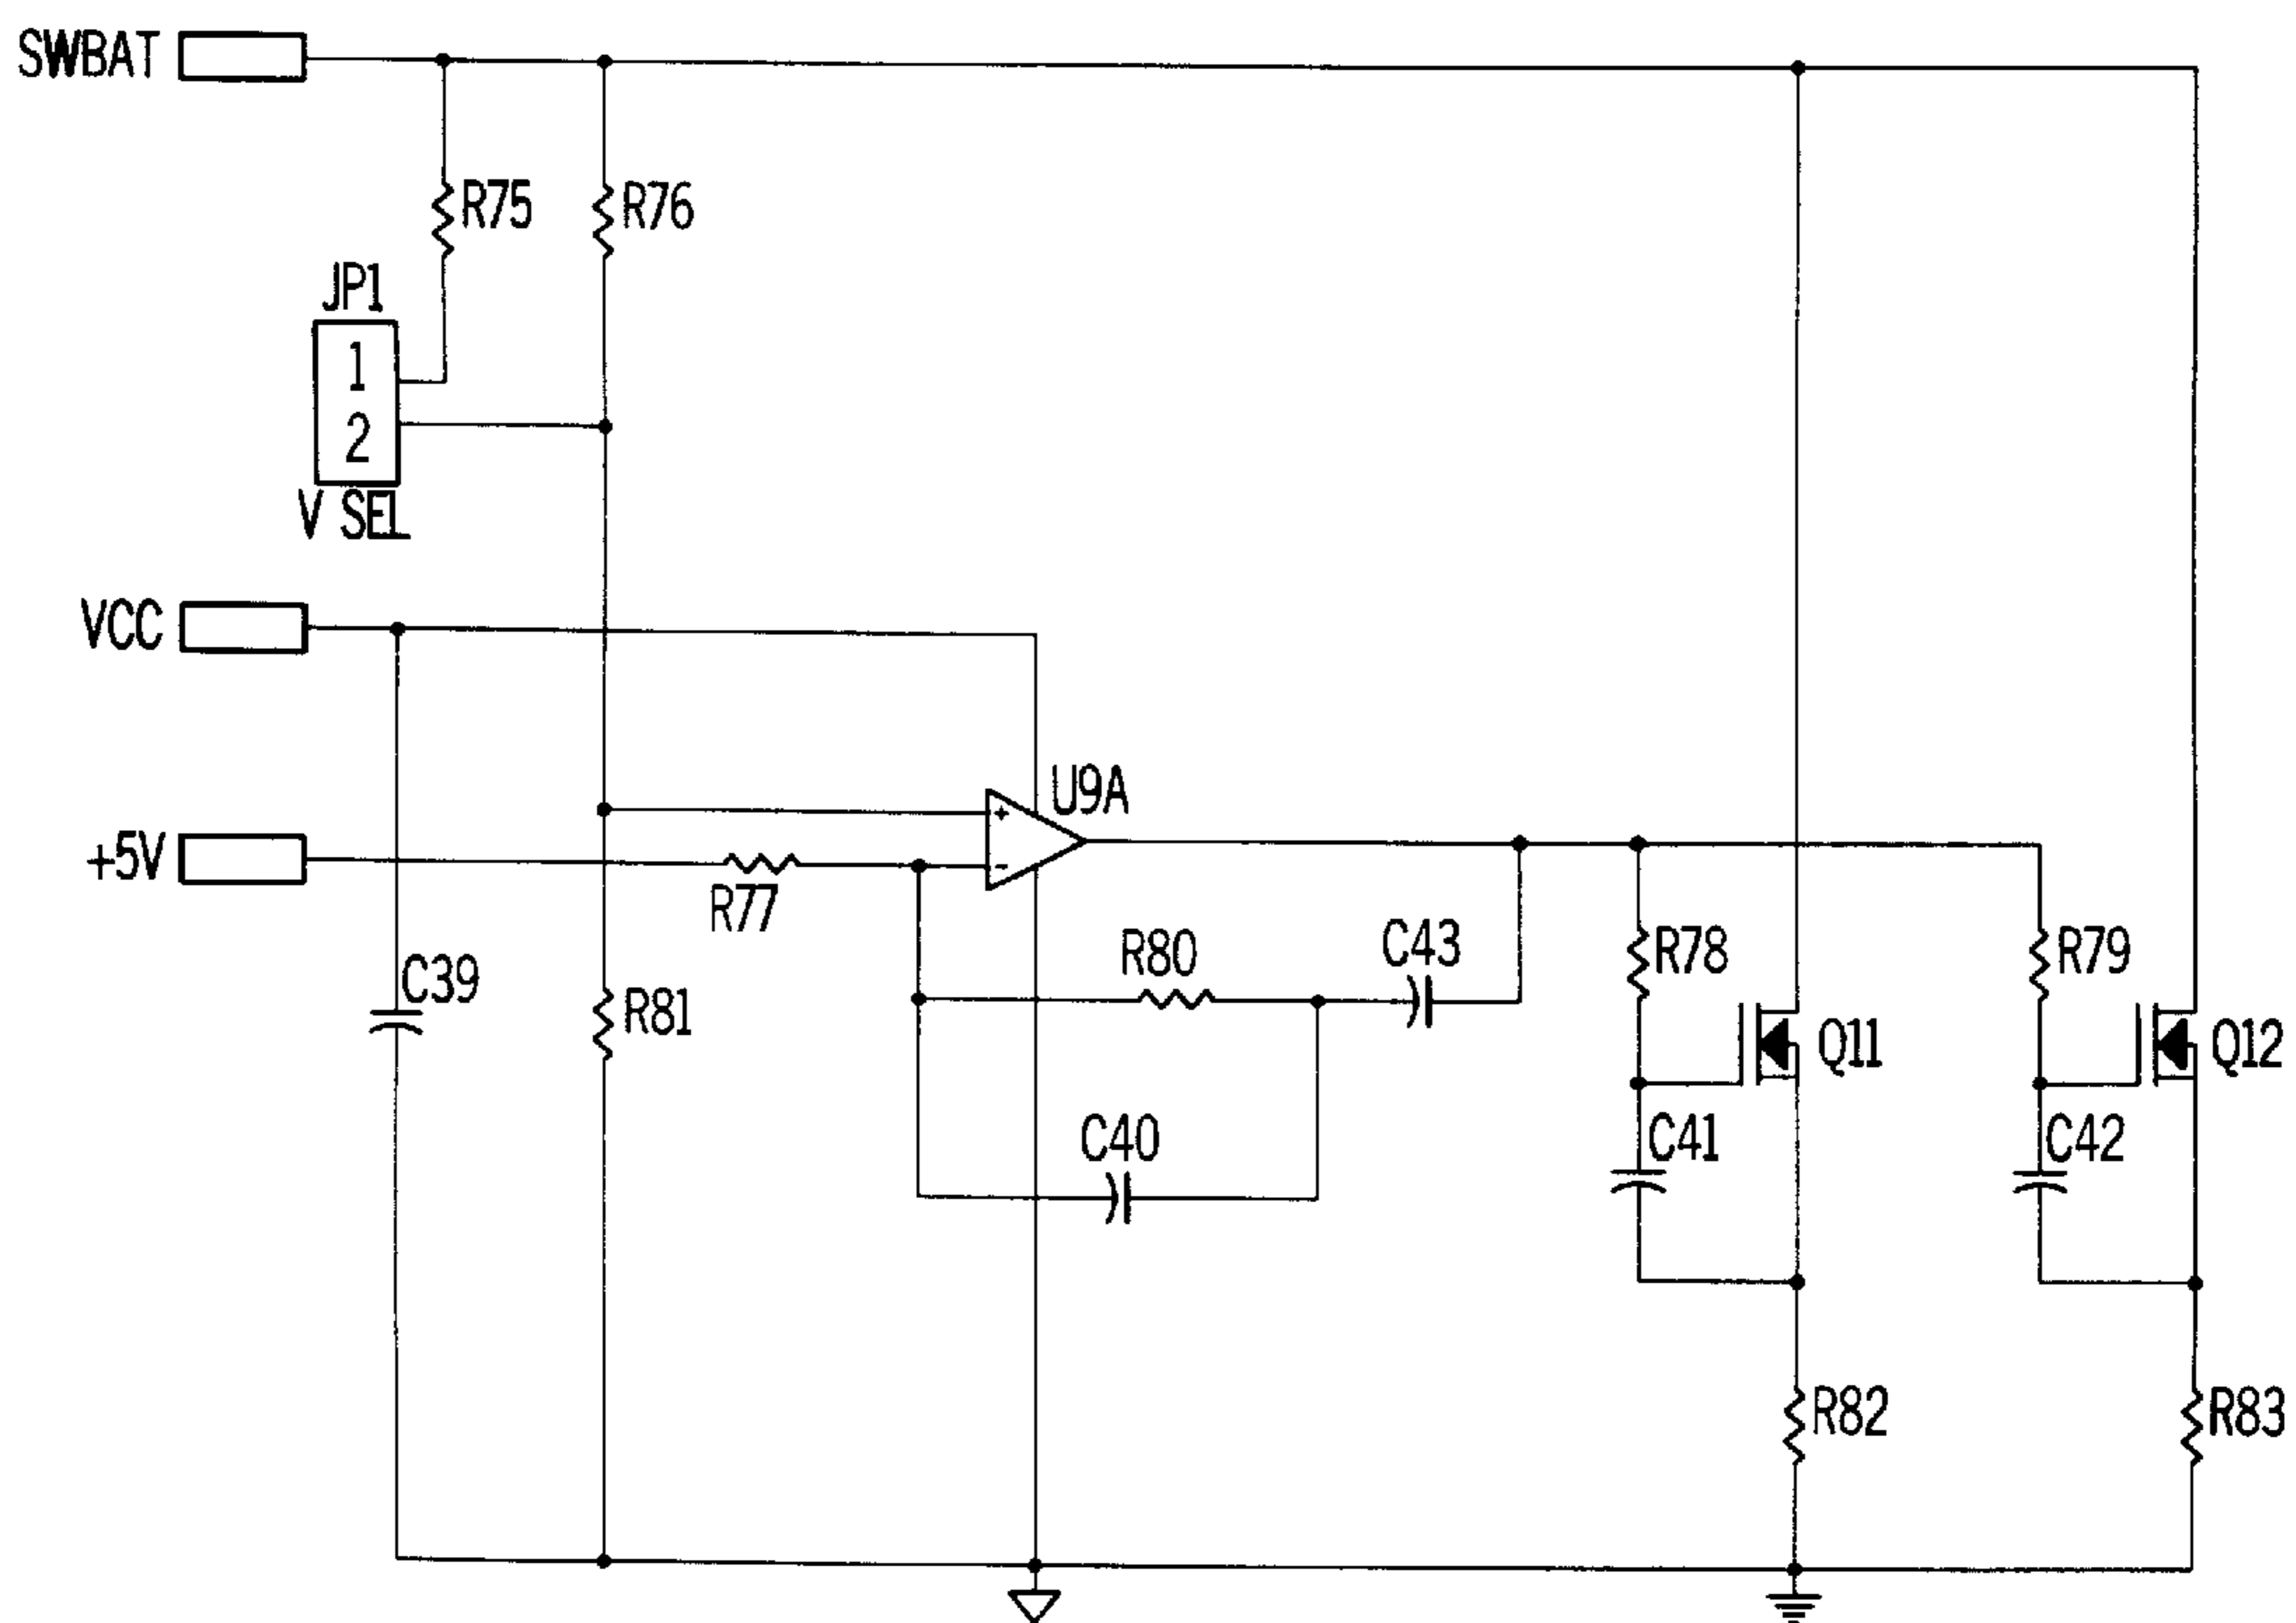 SWBAT
R75
R76
JP1
1
2
V SEL
VCC
U9A
+
+5V
-
R77
C39
R81
R80
C43
R78
R79
Q11
Q12
C40
C41
C42
R82
R83